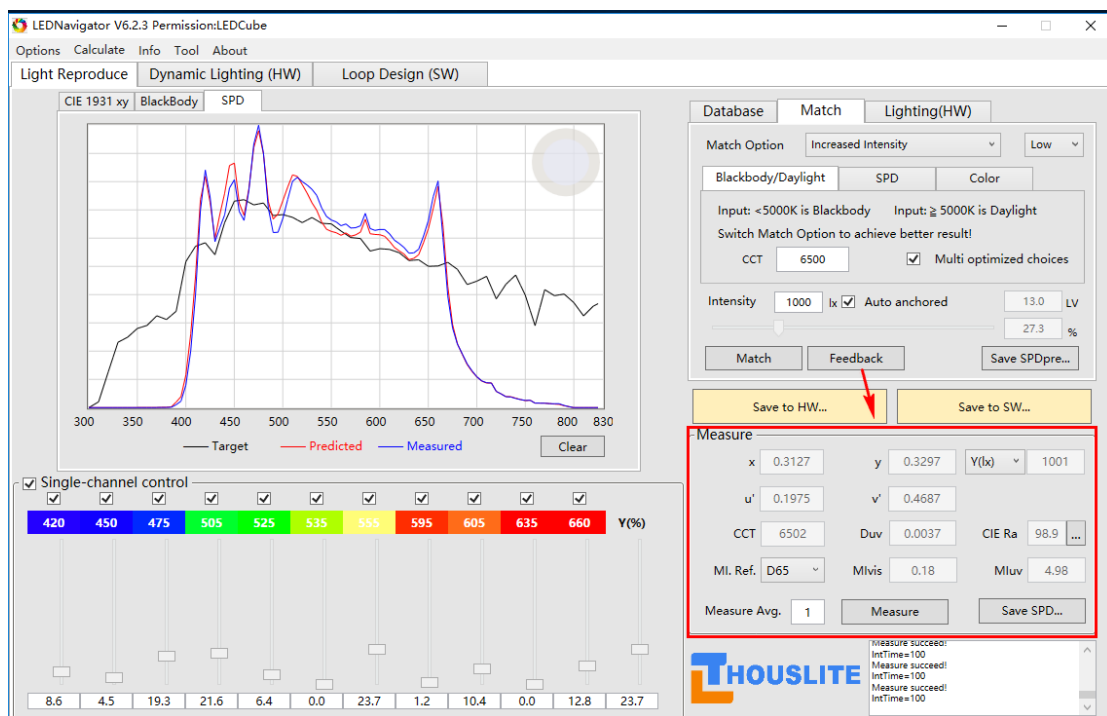 LEDNavigator V6.2.3 Permission:LEDCube
Options Calculate Info Tool About
Light Reproduce Dynamic Lighting (HW) Loop Design (SW)
CIE 1931 xy BlackBody SPD
300 350 400 450 500 550 600 650 700 750 800 830
Target Predicted Measured Clear
Single-channel control
420 450 475 505 525 535 555 595 605 635 660 Y(%)
8.6 4.5 19.3 21.6 6.4 0.0 23.7 1.2 10.4 0.0 12.8 23.7
Database Match Lighting(HW)
Match Option Increased Intensity Low
Blackbody/Daylight SPD Color
Input: <5000K is Blackbody Input: ≧ 5000K is Daylight
Switch Match Option to achieve better result!
CCT 6500 Multi optimized choices
Intensity 1000 lx Auto anchored 13.0 LV
27.3 %
Match Feedback Save SPDpre...
Save to HW... Save to SW...
Measure
x 0.3127 y 0.3297 Y(lx) 1001
u' 0.1975 v' 0.4687
CCT 6502 Duv 0.0037 CIE Ra 98.9 ...
MI. Ref. D65 MIvis 0.18 MIuv 4.98
Measure Avg. 1 Measure Save SPD...
THOUSLITE
Measure succeed!
IntTime=100
Measure succeed!
IntTime=100
Measure succeed!
IntTime=100